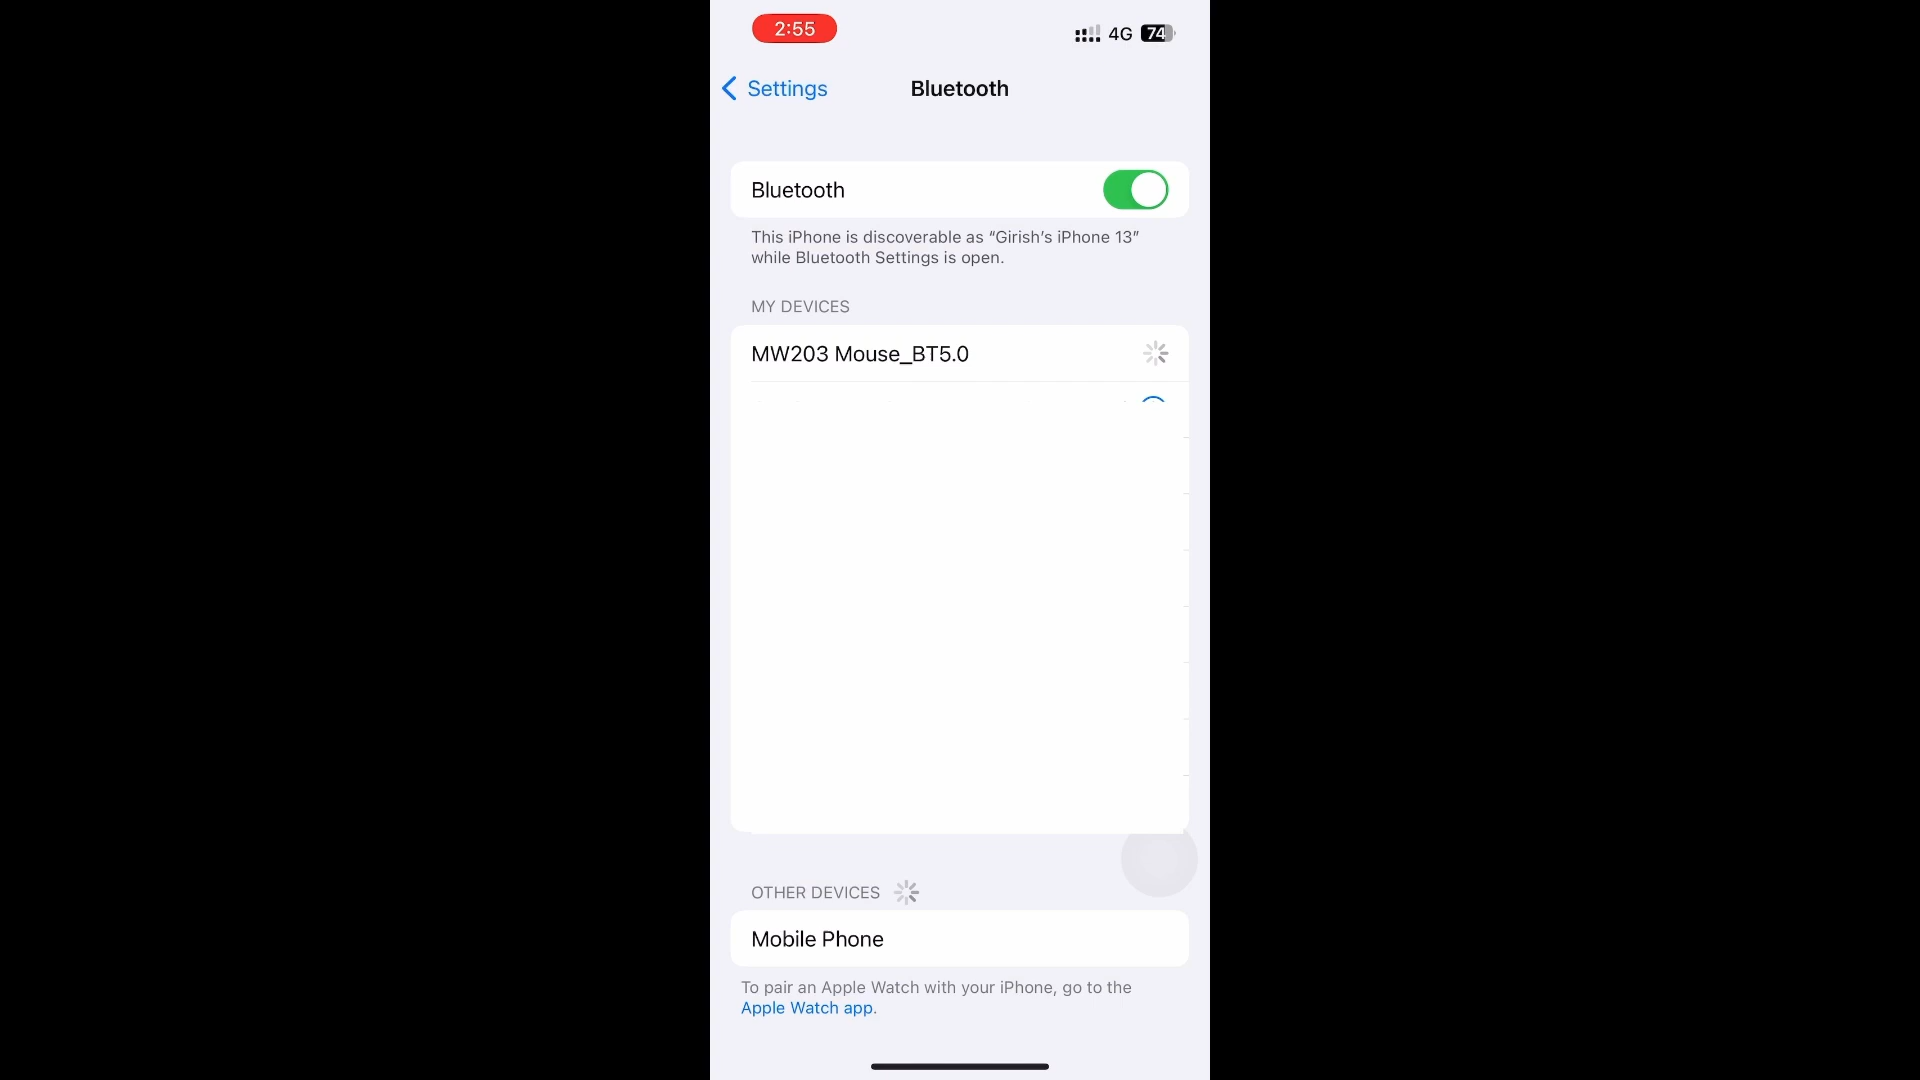 2:55
4G 74
Settings Bluetooth
Bluetooth
This iPhone is discoverable as “Girish’s iPhone 13”
while Bluetooth Settings is open.
MY DEVICES
MW203 Mouse_BT5.0
OTHER DEVICES
Mobile Phone
To pair an Apple Watch with your iPhone, go to the
Apple Watch app.